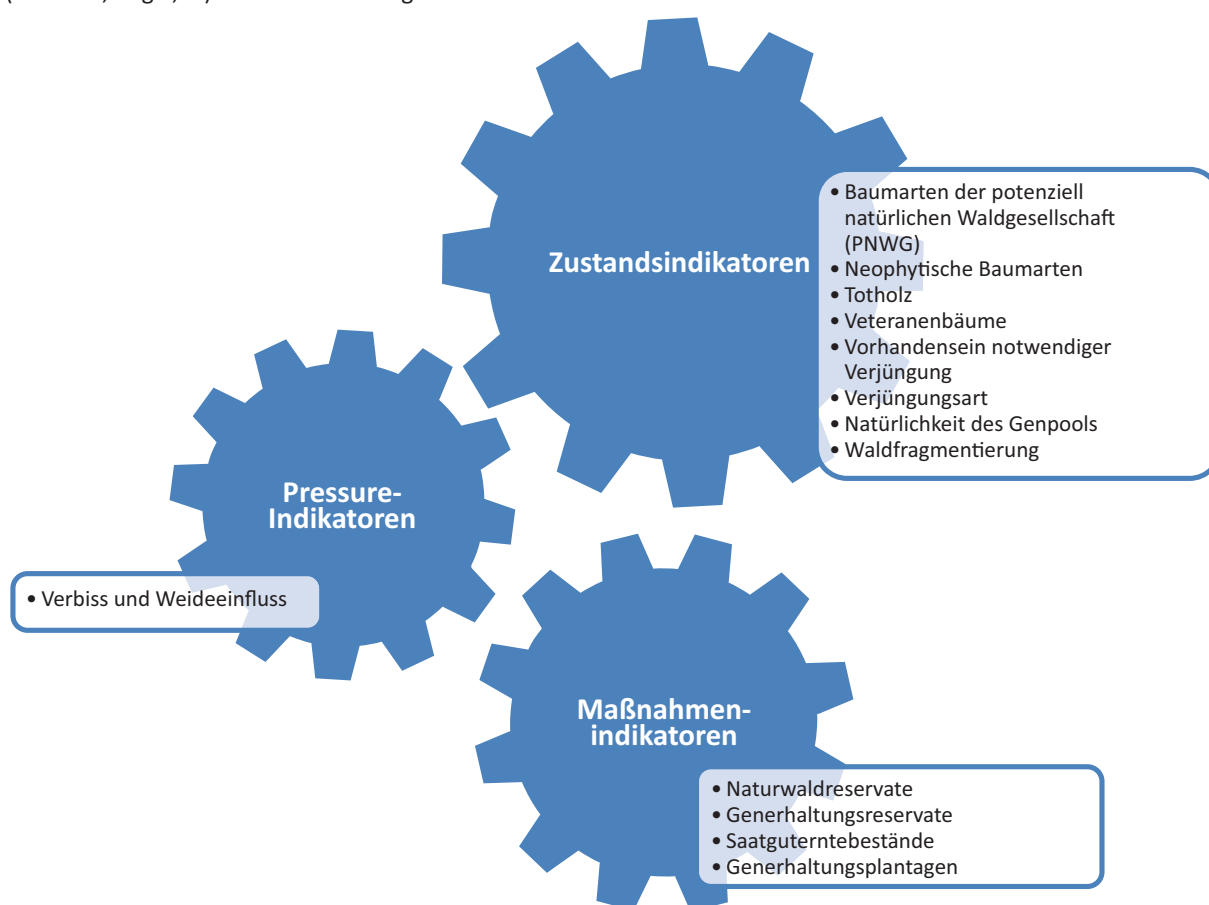 Zustandsindikatoren
• Baumarten der potenziell
natürlichen Waldgesellschaft
(PNWG)
• Neophytische Baumarten
• Totholz
• Veteranenbäume
• Vorhandensein notwendiger
Verjüngung
• Verjüngungsart
• Natürlichkeit des Genpools
• Waldfragmentierung
Pressure-
Indikatoren
• Verbiss und Weideeinfluss
Maßnahmen-
indikatoren
• Naturwaldreservate
• Generhaltungsreservate
• Saatguterntebestände
• Generhaltungsplantagen